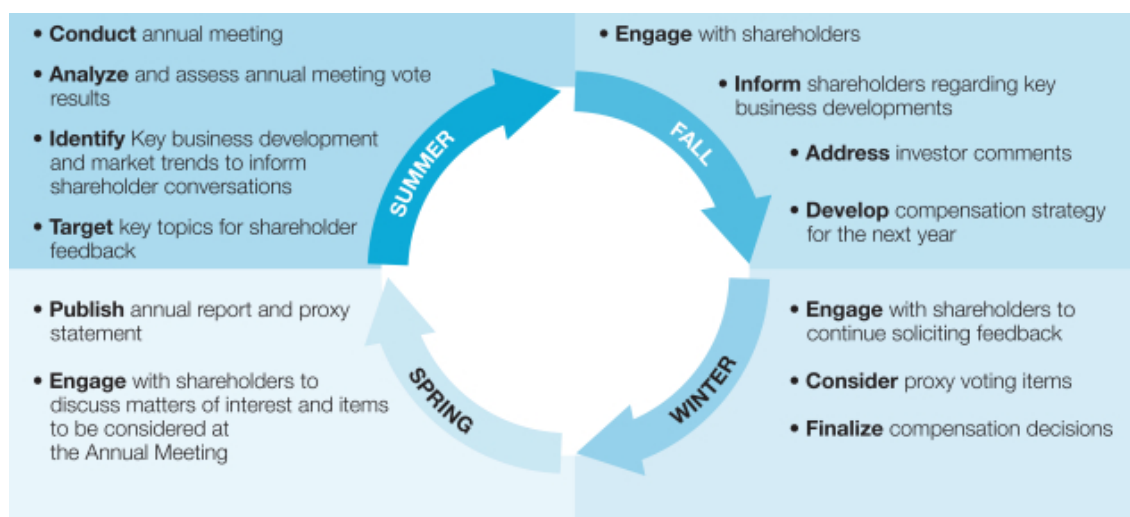 • Conduct annual meeting
• Analyze and assess annual meeting vote
results
• Identify Key business development
and market trends to inform
shareholder conversations
• Target key topics for shareholder
feedback
SUMMER
• Engage with shareholders
• Inform shareholders regarding key
business developments
• Address investor comments
• Develop compensation strategy
for the next year
FALL
• Publish annual report and proxy
statement
• Engage with shareholders to
discuss matters of interest and items
to be considered at
the Annual Meeting
SPRING
• Engage with shareholders to
continue soliciting feedback
• Consider proxy voting items
• Finalize compensation decisions
WINTER